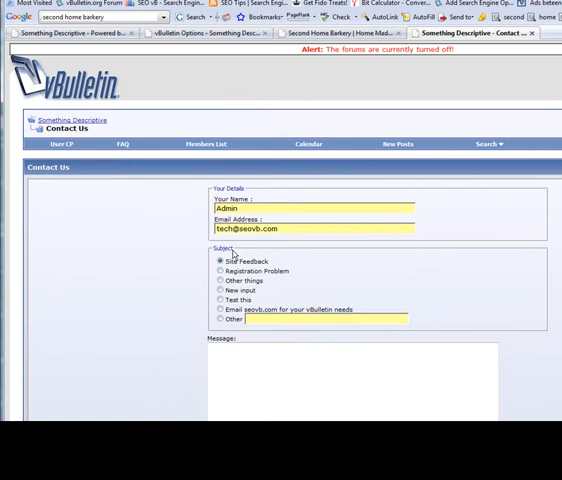 Most Visited vBulletin.org Forum SEO vB - Search Engin... SEO Tips | Search Engi... Get Fido Treats! Bit Calculator - Conver... Add Search Engine Op...
second home barkery Search Bookmarks PageRank Check AutoLink AutoFill Send to second home
Something Descriptive - Powered b... vBulletin Options - Something Desc... Second Home Barkery | Home Mad... Something Descriptive - Contact ...
Alert: The forums are currently turned off!
vBulletin
Something Descriptive
Contact Us
User CP FAQ Members List Calendar New Posts Search
Contact Us
Your Details
Your Name :
Admin
Email Address :
tech@seovb.com
Subject
Site Feedback
Registration Problem
Other things
New input
Test this
Email seovb.com for your vBulletin needs
Other
Message: